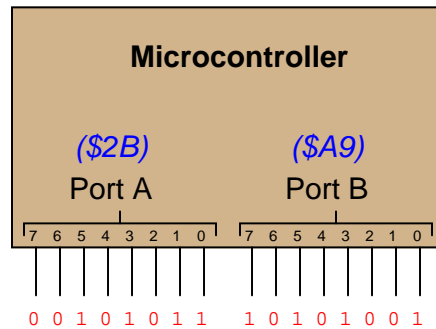 Microcontroller
($2B) ($A9)
Port A Port B
7 6 5 4 3 2 1 0 7 6 5 4 3 2 1 0
0 0 1 0 1 0 1 1 1 0 1 0 1 0 0 1